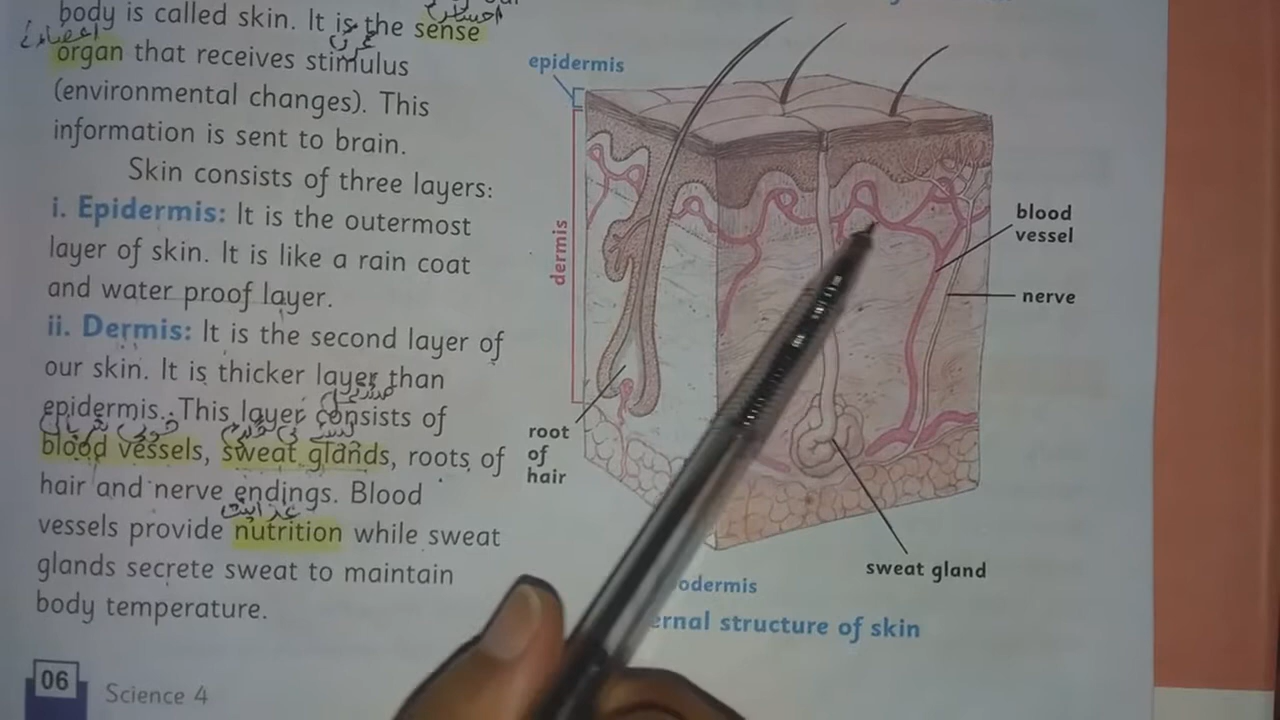 body is called skin. It is the sense
organ that receives stimulus
(environmental changes). This
information is sent to brain.
Skin consists of three layers:
i. Epidermis: It is the outermost
layer of skin. It is like a rain coat
and water proof layer.
ii. Dermis: It is the second layer of
our skin. It is thicker layer than
epidermis. This layer consists of
blood vessels, sweat glands, roots of
hair and nerve endings. Blood
vessels provide nutrition while sweat
glands secrete sweat to maintain
body temperature.
06
Science 4
epidermis
dermis
blood
vessel
nerve
root
of
hair
sweat gland
odermis
ernal structure of skin